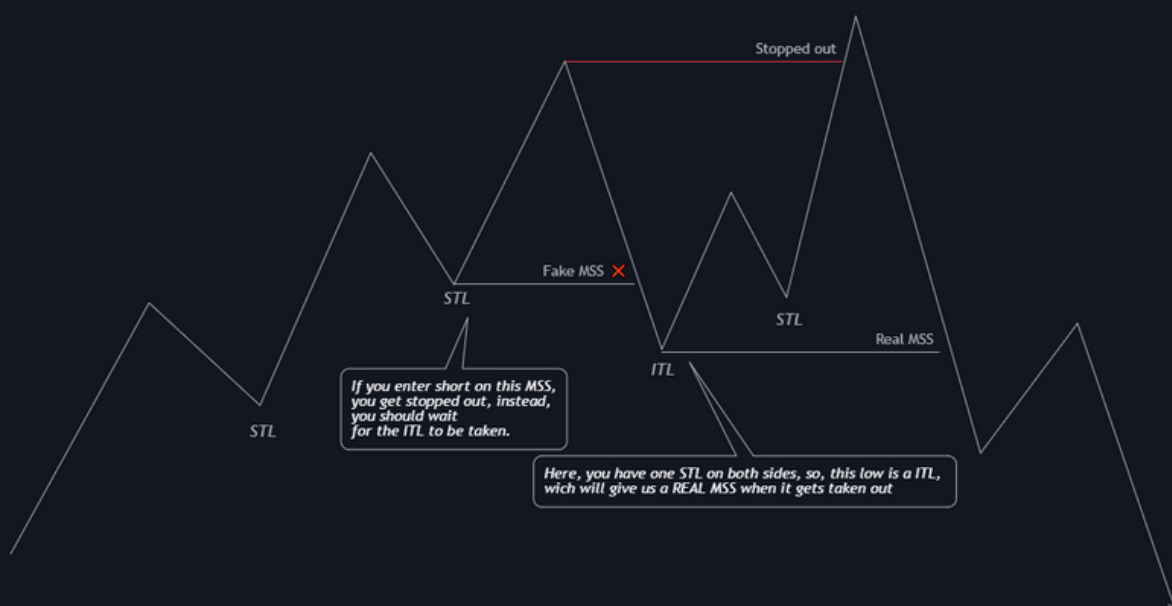 Stopped out
Fake MSS
STL
STL
Real MSS
ITL
If you enter short on this MSS,
you get stopped out, instead,
you should wait
for the ITL to be taken.
STL
Here, you have one STL on both sides, so, this low is a ITL,
wich will give us a REAL MSS when it gets taken out